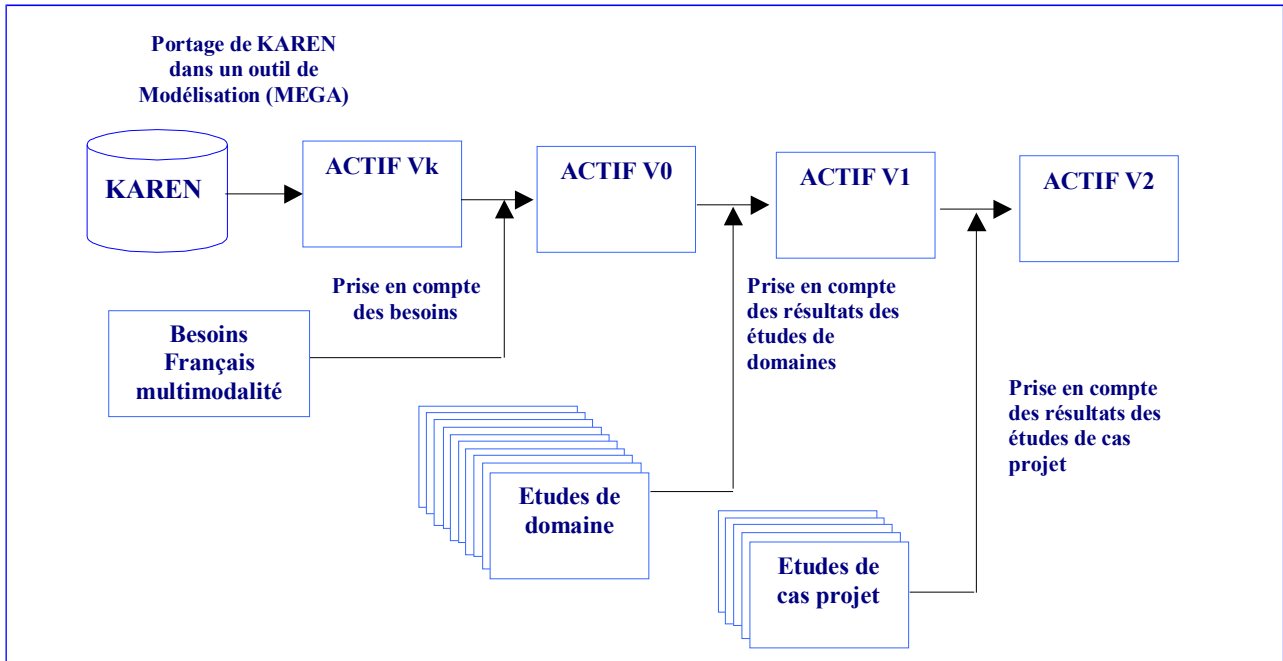 Portage de KAREN
dans un outil de
Modélisation (MEGA)
KAREN
ACTIF Vk
ACTIF V0
ACTIF V1
ACTIF V2
Prise en compte
des besoins
Besoins
Français
multimodalité
Prise en compte
des résultats des
études de
domaines
Prise en compte
des résultats des
études de cas
projet
Etudes de
domaine
Etudes de
cas projet